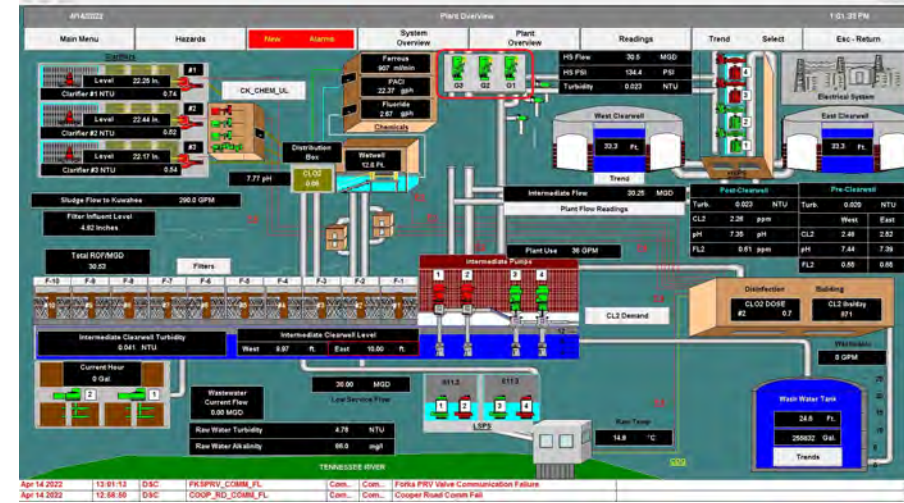 4/14/2022 Plant Overview 1:01:33 PM
Main Menu Hazards New Alarms System Overview Plant Overview Readings Trend Select Esc - Return
Clarifiers
#1
Level 22.25 In.
Clarifier #1 NTU 0.74
#2
Level 22.44 In.
Clarifier #2 NTU 0.82
#3
Level 22.17 In.
Clarifier #3 NTU 0.54
CK_CHEM_UL
Ferrous
907 ml/min
PACl
22.37 gph
Fluoride
2.67 gph
Chemicals
Distribution Box
CLO2
Wetwell
12.6 Ft.
7.77 pH
Sludge Flow to Kuwahee 290.0 GPM
Filter Influent Level
4.82 Inches
Total ROF/MGD
30.53
Filters
G3 G2 G1
HS Flow 30.5 MGD
HS PSI 134.4 PSI
Turbidity 0.023 NTU
4
3
2
1
HSPS
Electrical System
West Clearwell
33.3 Ft.
East Clearwell
33.3 Ft.
Trend
Intermediate Flow 30.25 MGD
Plant Flow Readings
Plant Use 36 GPM
Post-Clearwell
Turb. 0.023 NTU
CL2 2.26 ppm
pH 7.35 pH
FL2 0.61 ppm
Pre-Clearwell
Turb. 0.029 NTU
West East
CL2 2.46 2.52
pH 7.44 7.39
FL2 0.66 0.66
Intermediate Pumps
1 2 3 4
F-10 F-9 F-8 F-7 F-6 F-5 F-4 F-3 F-2 F-1
Intermediate Clearwell Turbidity
0.041 NTU
Intermediate Clearwell Level
West 9.97 ft. East 10.00 ft.
CL2 Demand
Disinfection Building
CLO2 DOSE
#2 0.7
CL2 lbs/day
871
0 GPM
Current Hour
0 Gal
2 1
Wastewater
Current Flow
0.00 MGD
30.00 MGD
Low Service Flow
Raw Water Turbidity 4.78 NTU
Raw Water Alkalinity 66.0 mg/l
1 2 3 4
LSPS
Raw Temp
14.8 °C
Wash Water Tank
24.6 Ft.
255832 Gal.
Trends
TENNESSEE RIVER
Apr 14 2022 13:01:13 DSC FKSPRV_COMM_FL Com... Com... Forks PRV Valve Communication Failure
Apr 14 2022 12:58:50 DSC COOP_RD_COMM_FL Com... Com... Cooper Road Comm Fail